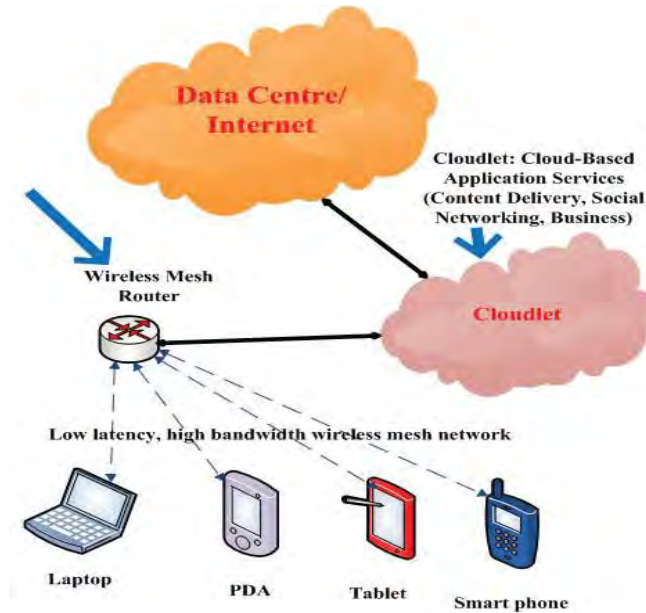 Data Centre/
Internet
Cloudlet: Cloud-Based
Application Services
(Content Delivery, Social
Networking, Business)
Wireless Mesh
Router
Cloudlet
Low latency, high bandwidth wireless mesh network
Laptop
PDA
Tablet
Smart phone